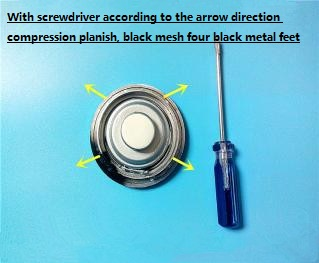 With screwdriver according to the arrow direction
compression planish, black mesh four black metal feet